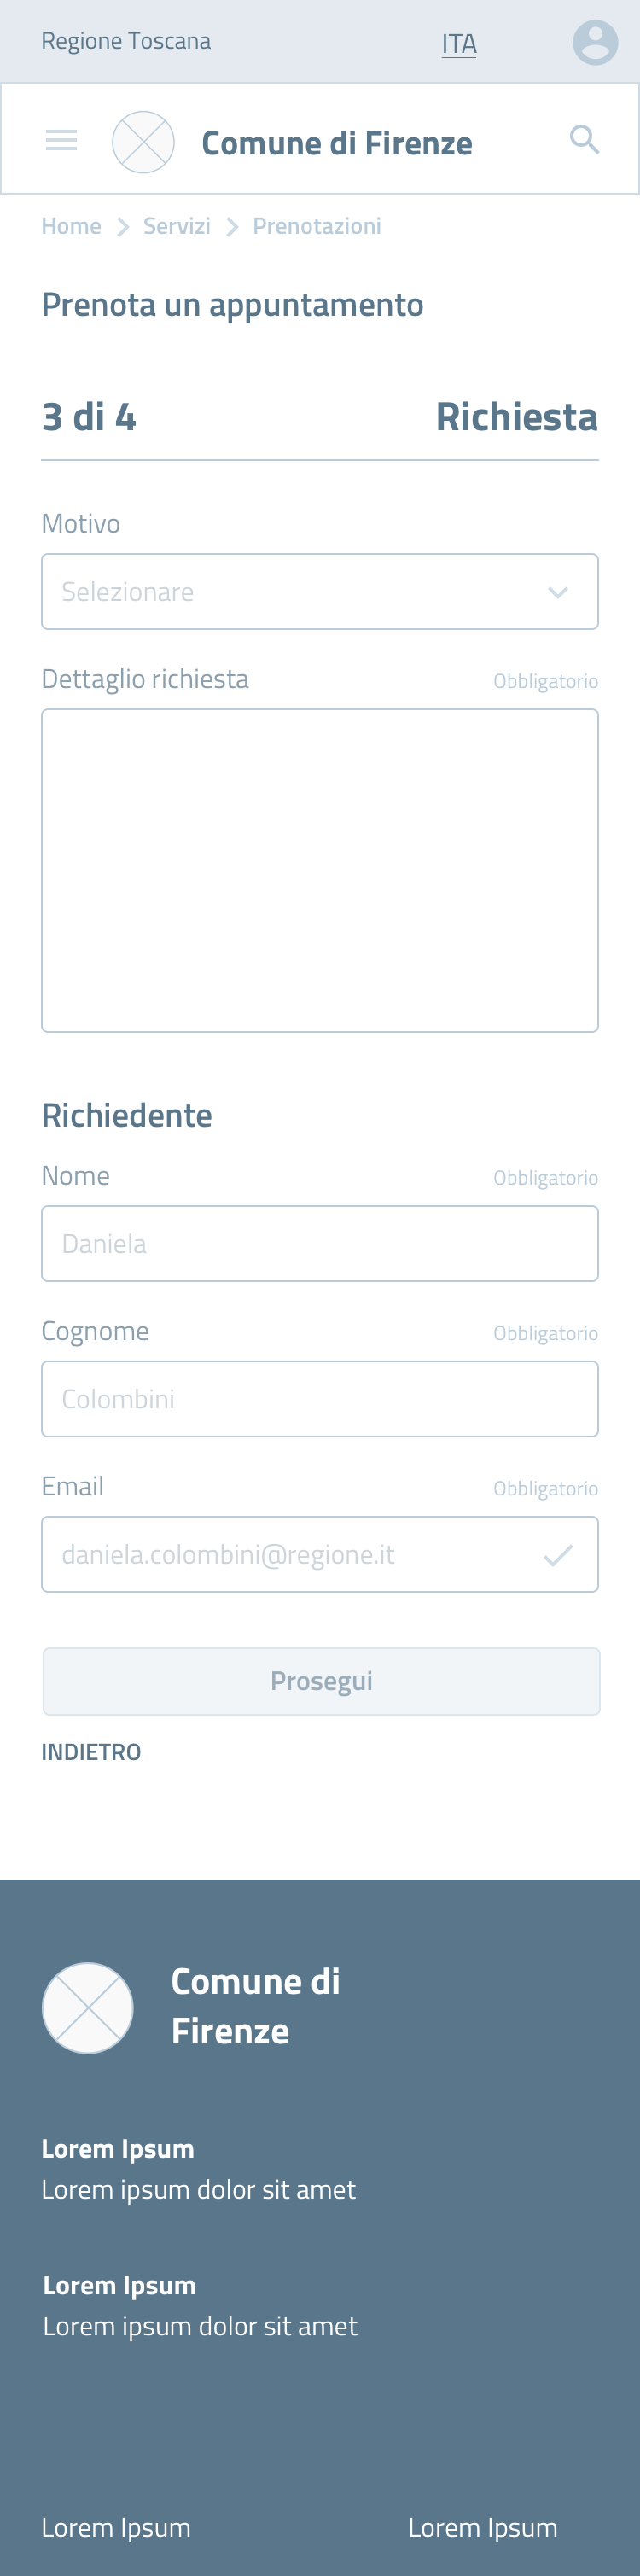 Regione Toscana ITA
Comune di Firenze
Home Servizi Prenotazioni
Prenota un appuntamento
3 di 4 Richiesta
Motivo
Selezionare
Dettaglio richiesta Obbligatorio
Richiedente
Nome Obbligatorio
Daniela
Cognome Obbligatorio
Colombini
Email Obbligatorio
daniela.colombini@regione.it
Prosegui
INDIETRO
Comune di
Firenze
Lorem Ipsum
Lorem ipsum dolor sit amet
Lorem Ipsum
Lorem ipsum dolor sit amet
Lorem Ipsum Lorem Ipsum